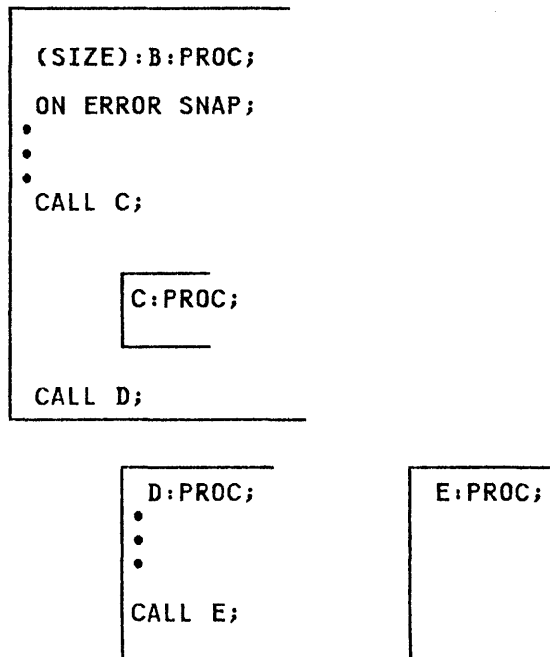 (SIZE):B:PROC;
ON ERROR SNAP;
•
•
•
CALL C;
C:PROC;
CALL D;
D:PROC;
•
•
•
CALL E;
E:PROC;